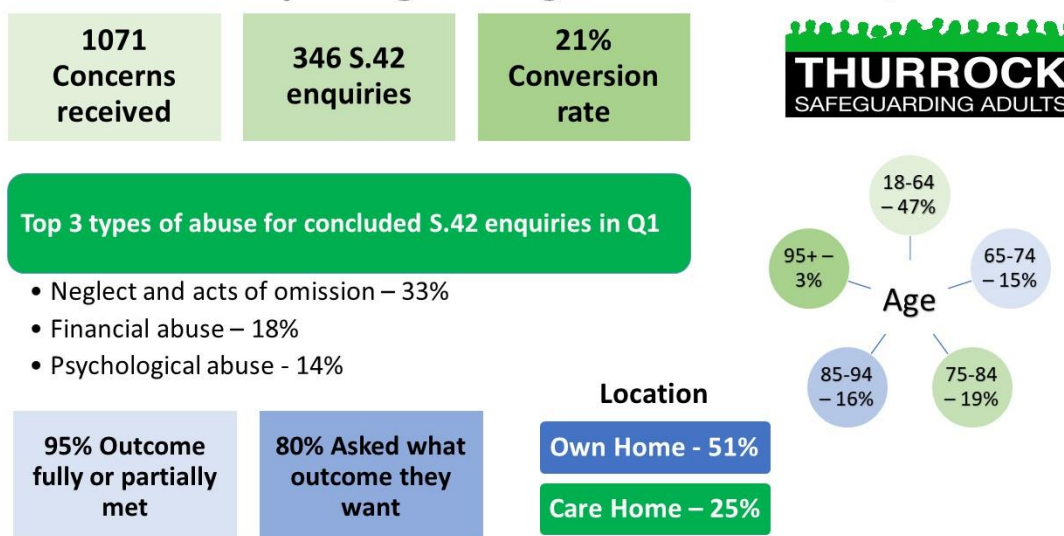 1071
Concerns
received
346 S.42
enquiries
21%
Conversion
rate
THURROCK
SAFEGUARDING ADULTS
Top 3 types of abuse for concluded S.42 enquiries in Q1
• Neglect and acts of omission – 33%
• Financial abuse – 18%
• Psychological abuse - 14%
18-64
– 47%
65-74
– 15%
75-84
– 19%
85-94
– 16%
95+ –
3%
Age
95% Outcome
fully or partially
met
80% Asked what
outcome they
want
Location
Own Home - 51%
Care Home – 25%